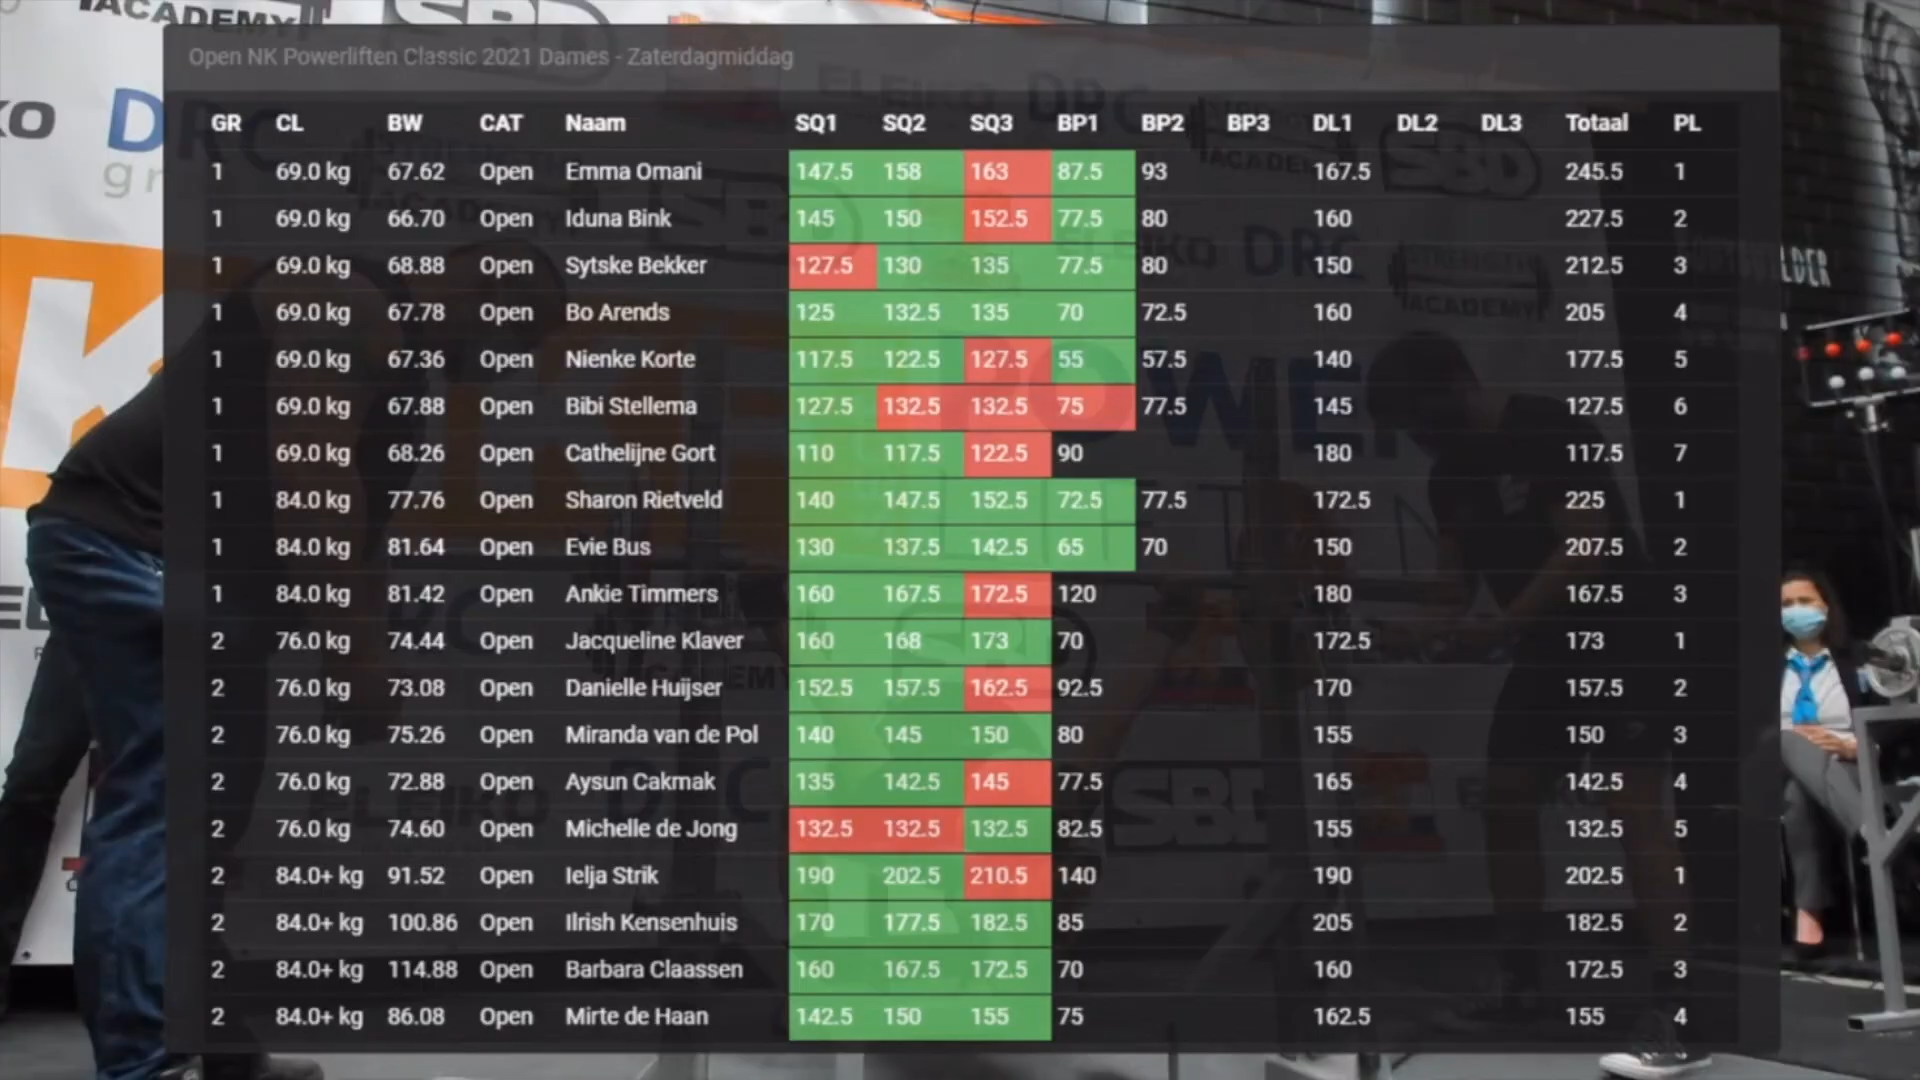 Open NK Powerliften Classic 2021 Dames - Zaterdagmiddag
GR CL BW CAT Naam SQ1 SQ2 SQ3 BP1 BP2 BP3 DL1 DL2 DL3 Totaal PL
1 69.0 kg 67.62 Open Emma Omani 147.5 158 163 87.5 93 167.5 245.5 1
1 69.0 kg 66.70 Open Iduna Bink 145 150 152.5 77.5 80 160 227.5 2
1 69.0 kg 68.88 Open Sytske Bekker 127.5 130 135 77.5 80 150 212.5 3
1 69.0 kg 67.78 Open Bo Arends 125 132.5 135 70 72.5 160 205 4
1 69.0 kg 67.36 Open Nienke Korte 117.5 122.5 127.5 55 57.5 140 177.5 5
1 69.0 kg 67.88 Open Bibi Stellema 127.5 132.5 132.5 75 77.5 145 127.5 6
1 69.0 kg 68.26 Open Cathelijne Gort 110 117.5 122.5 90 180 117.5 7
1 84.0 kg 77.76 Open Sharon Rietveld 140 147.5 152.5 72.5 77.5 172.5 225 1
1 84.0 kg 81.64 Open Evie Bus 130 137.5 142.5 65 70 150 207.5 2
1 84.0 kg 81.42 Open Ankie Timmers 160 167.5 172.5 120 180 167.5 3
2 76.0 kg 74.44 Open Jacqueline Klaver 160 168 173 70 172.5 173 1
2 76.0 kg 73.08 Open Danielle Huijser 152.5 157.5 162.5 92.5 170 157.5 2
2 76.0 kg 75.26 Open Miranda van de Pol 140 145 150 80 155 150 3
2 76.0 kg 72.88 Open Aysun Cakmak 135 142.5 145 77.5 165 142.5 4
2 76.0 kg 74.60 Open Michelle de Jong 132.5 132.5 132.5 82.5 155 132.5 5
2 84.0+ kg 91.52 Open Ielja Strik 190 202.5 210.5 140 190 202.5 1
2 84.0+ kg 100.86 Open Ilrish Kensenhuis 170 177.5 182.5 85 205 182.5 2
2 84.0+ kg 114.88 Open Barbara Claassen 160 167.5 172.5 70 160 172.5 3
2 84.0+ kg 86.08 Open Mirte de Haan 142.5 150 155 75 162.5 155 4